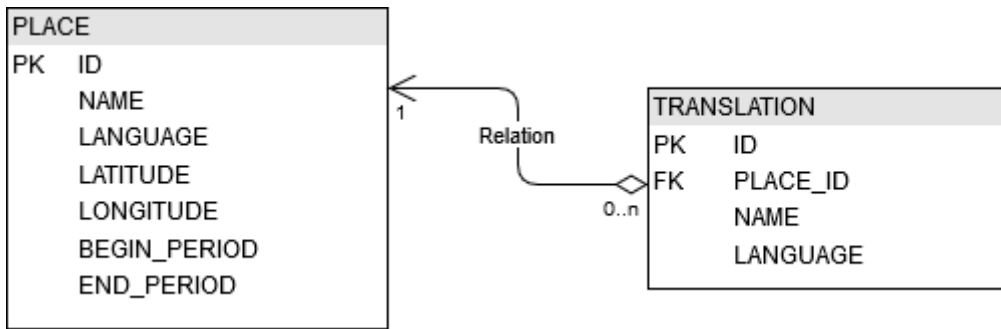 PLACE
PK ID
NAME
LANGUAGE
LATITUDE
LONGITUDE
BEGIN_PERIOD
END_PERIOD
1
Relation
0..n
TRANSLATION
PK ID
FK PLACE_ID
NAME
LANGUAGE